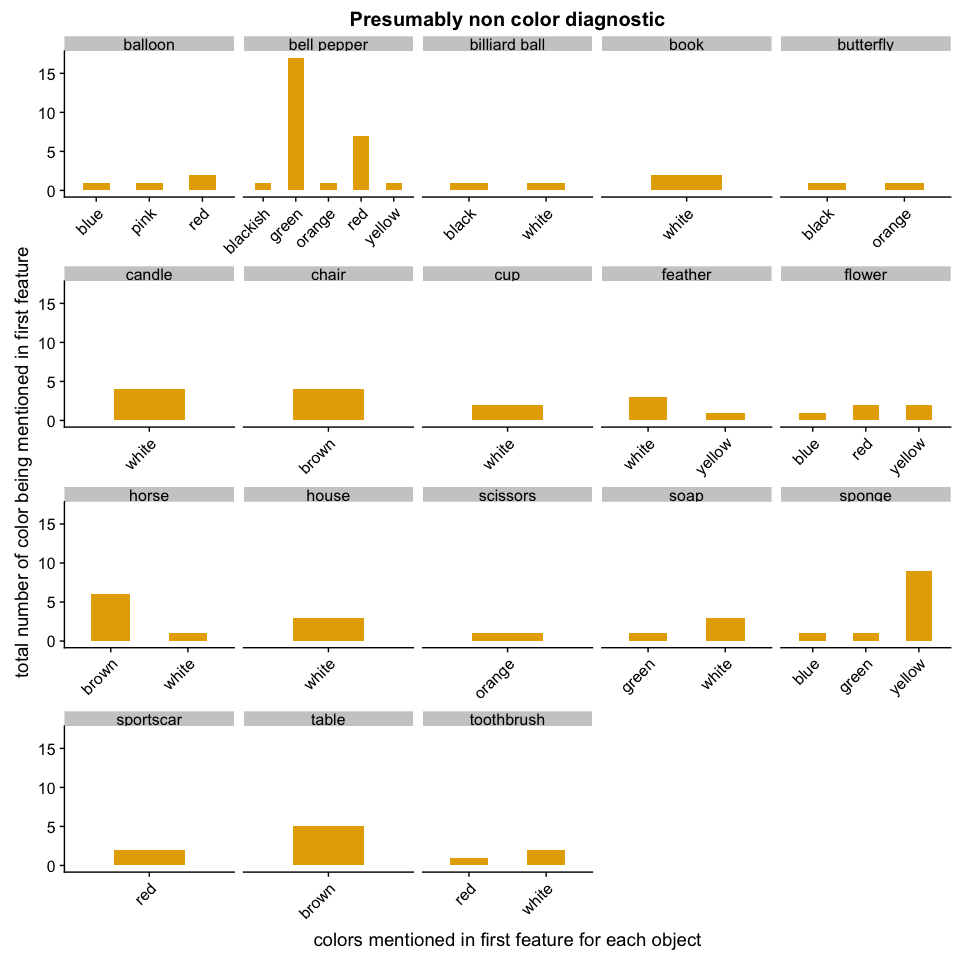 Presumably non color diagnostic
balloon bell pepper billiard ball book butterfly
15
10
5
0
blue pink red blackish green orange red yellow black white white black orange
total number of color being mentioned in first feature
candle chair cup feather flower
15
10
5
0
white brown white white yellow blue red yellow
horse house scissors soap sponge
15
10
5
0
brown white white orange green white blue green yellow
sportscar table toothbrush
15
10
5
0
red brown red white
colors mentioned in first feature for each object